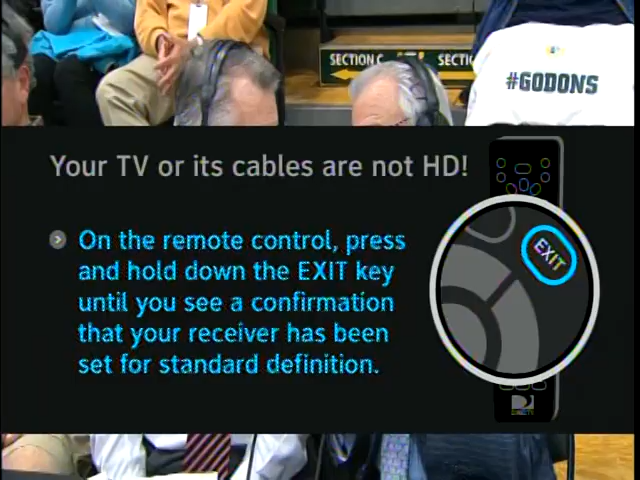 SECTION C
SECTIO
#GODONS
Your TV or its cables are not HD!
On the remote control, press
and hold down the EXIT key
until you see a confirmation
that your receiver has been
set for standard definition.
EXIT
DIRECTV